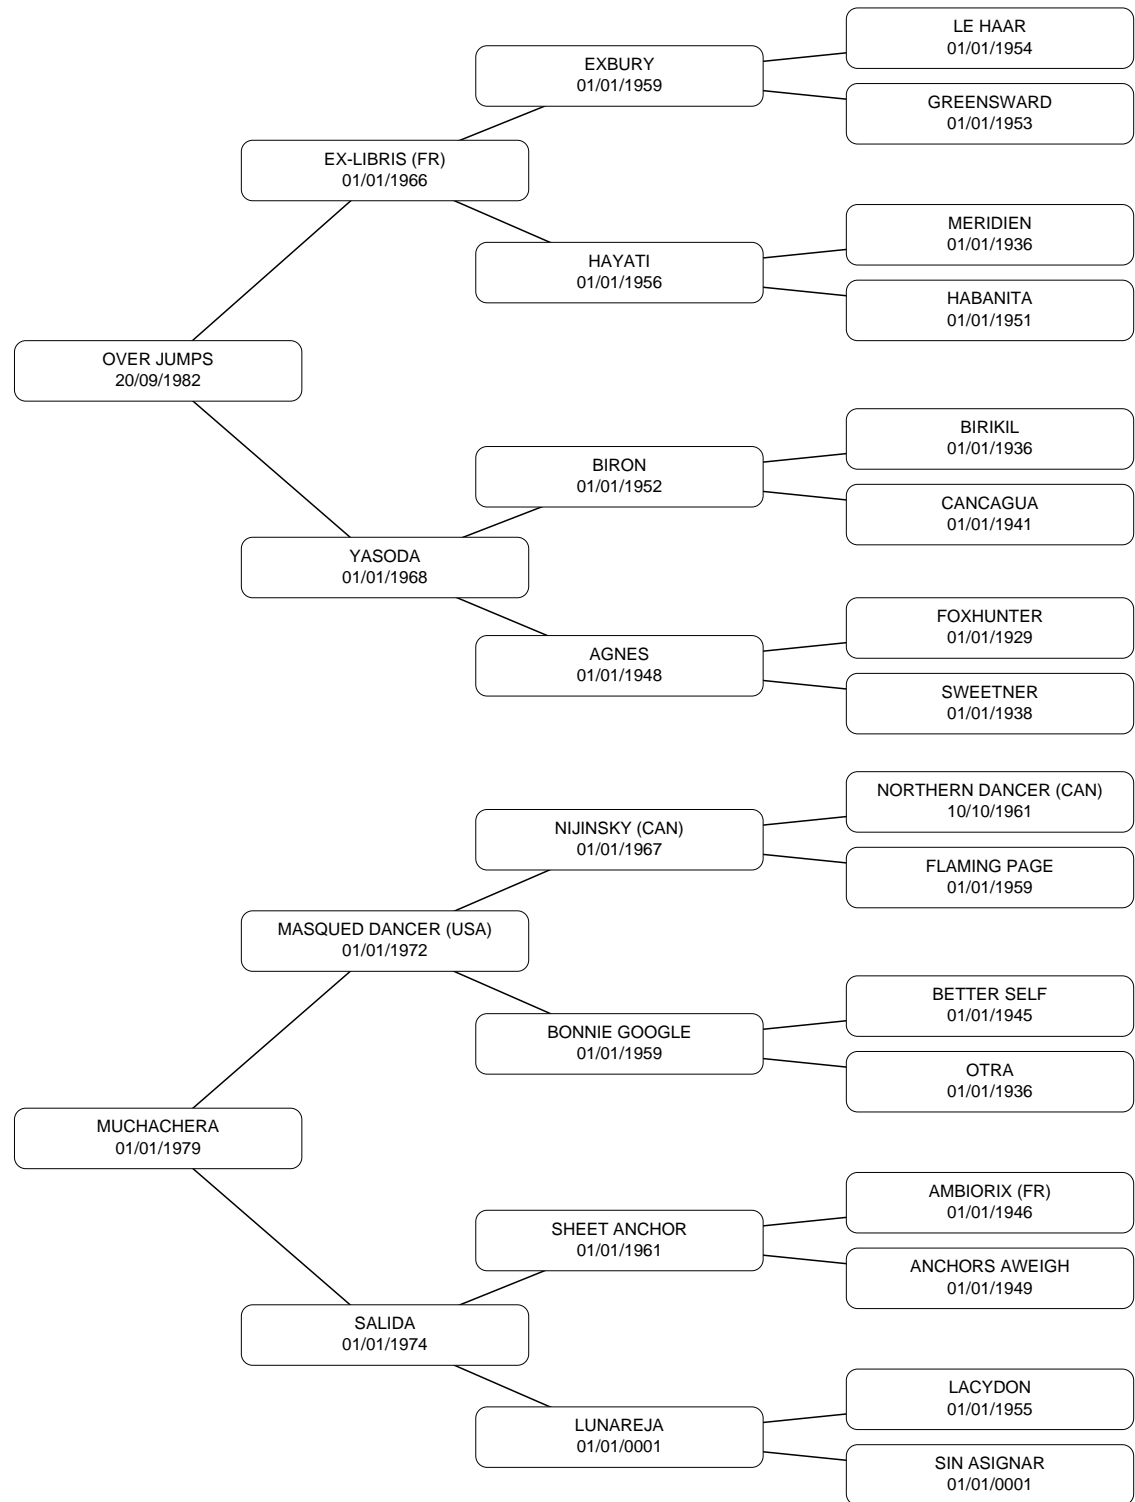 LE HAAR
01/01/1954
EXBURY
01/01/1959
GREENSWARD
01/01/1953
EX-LIBRIS (FR)
01/01/1966
MERIDIEN
01/01/1936
HAYATI
01/01/1956
HABANITA
01/01/1951
OVER JUMPS
20/09/1982
BIRIKIL
01/01/1936
BIRON
01/01/1952
CANCAGUA
01/01/1941
YASODA
01/01/1968
FOXHUNTER
01/01/1929
AGNES
01/01/1948
SWEETNER
01/01/1938
NORTHERN DANCER (CAN)
10/10/1961
NIJINSKY (CAN)
01/01/1967
FLAMING PAGE
01/01/1959
MASQUED DANCER (USA)
01/01/1972
BETTER SELF
01/01/1945
BONNIE GOOGLE
01/01/1959
OTRA
01/01/1936
MUCHACHERA
01/01/1979
AMBIORIX (FR)
01/01/1946
SHEET ANCHOR
01/01/1961
ANCHORS AWEIGH
01/01/1949
SALIDA
01/01/1974
LACYDON
01/01/1955
LUNAREJA
01/01/0001
SIN ASIGNAR
01/01/0001